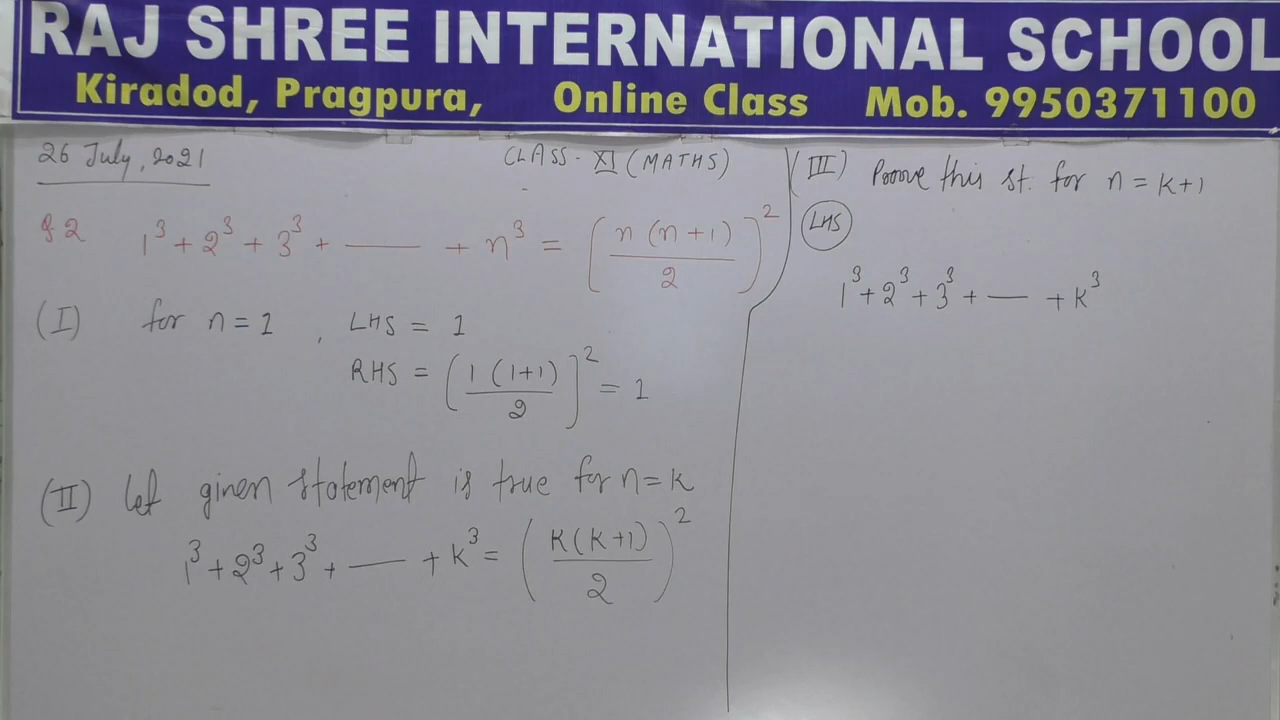 RAJ SHREE INTERNATIONAL SCHOOL
Kiradod, Pragpura, Online Class Mob. 9950371100
26 July, 2021
CLASS - XI (MATHS)
Q 2 1³ + 2³ + 3³ + —— + n³ = [n (n+1) / 2]²
(I) for n = 1 , LHS = 1
RHS = [1 (1+1) / 2]² = 1
(II) Let given statement is true for n = k
1³ + 2³ + 3³ + —— + k³ = (k(k+1) / 2)²
(III) Proove this st. for n = k+1
LHS
1³ + 2³ + 3³ + — + k³